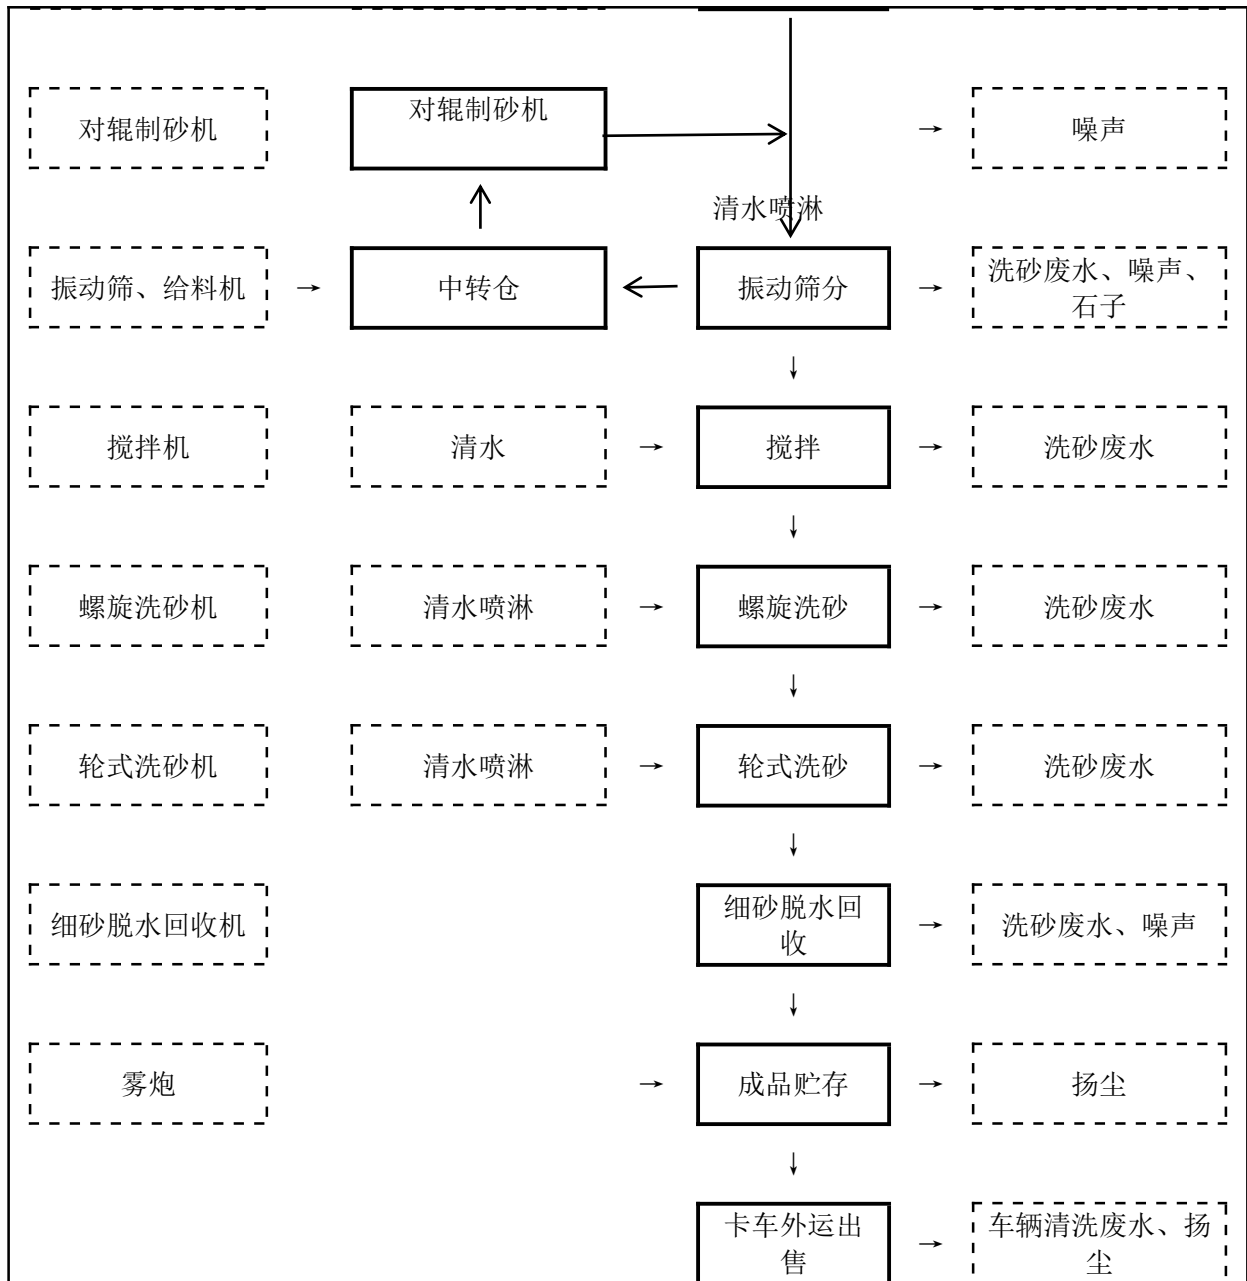 对辊制砂机
对辊制砂机
噪声
清水喷淋
振动筛、给料机
中转仓
振动筛分
洗砂废水、噪声、
石子
搅拌机
清水
搅拌
洗砂废水
螺旋洗砂机
清水喷淋
螺旋洗砂
洗砂废水
轮式洗砂机
清水喷淋
轮式洗砂
洗砂废水
细砂脱水回收机
细砂脱水回
收
洗砂废水、噪声
雾炮
成品贮存
扬尘
卡车外运出
售
车辆清洗废水、扬
尘